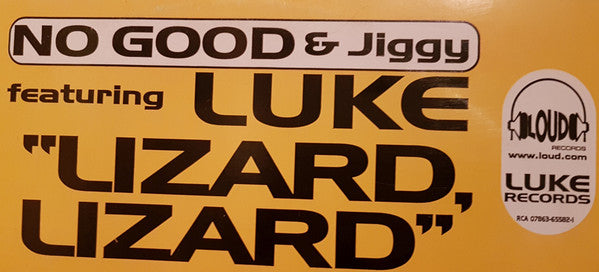 NO GOOD & Jiggy
featuring LUKE
"LIZARD,
LIZARD"
LOUD
RECORDS
www.loud.com
LUKE
RECORDS
RCA 07863-65582-1